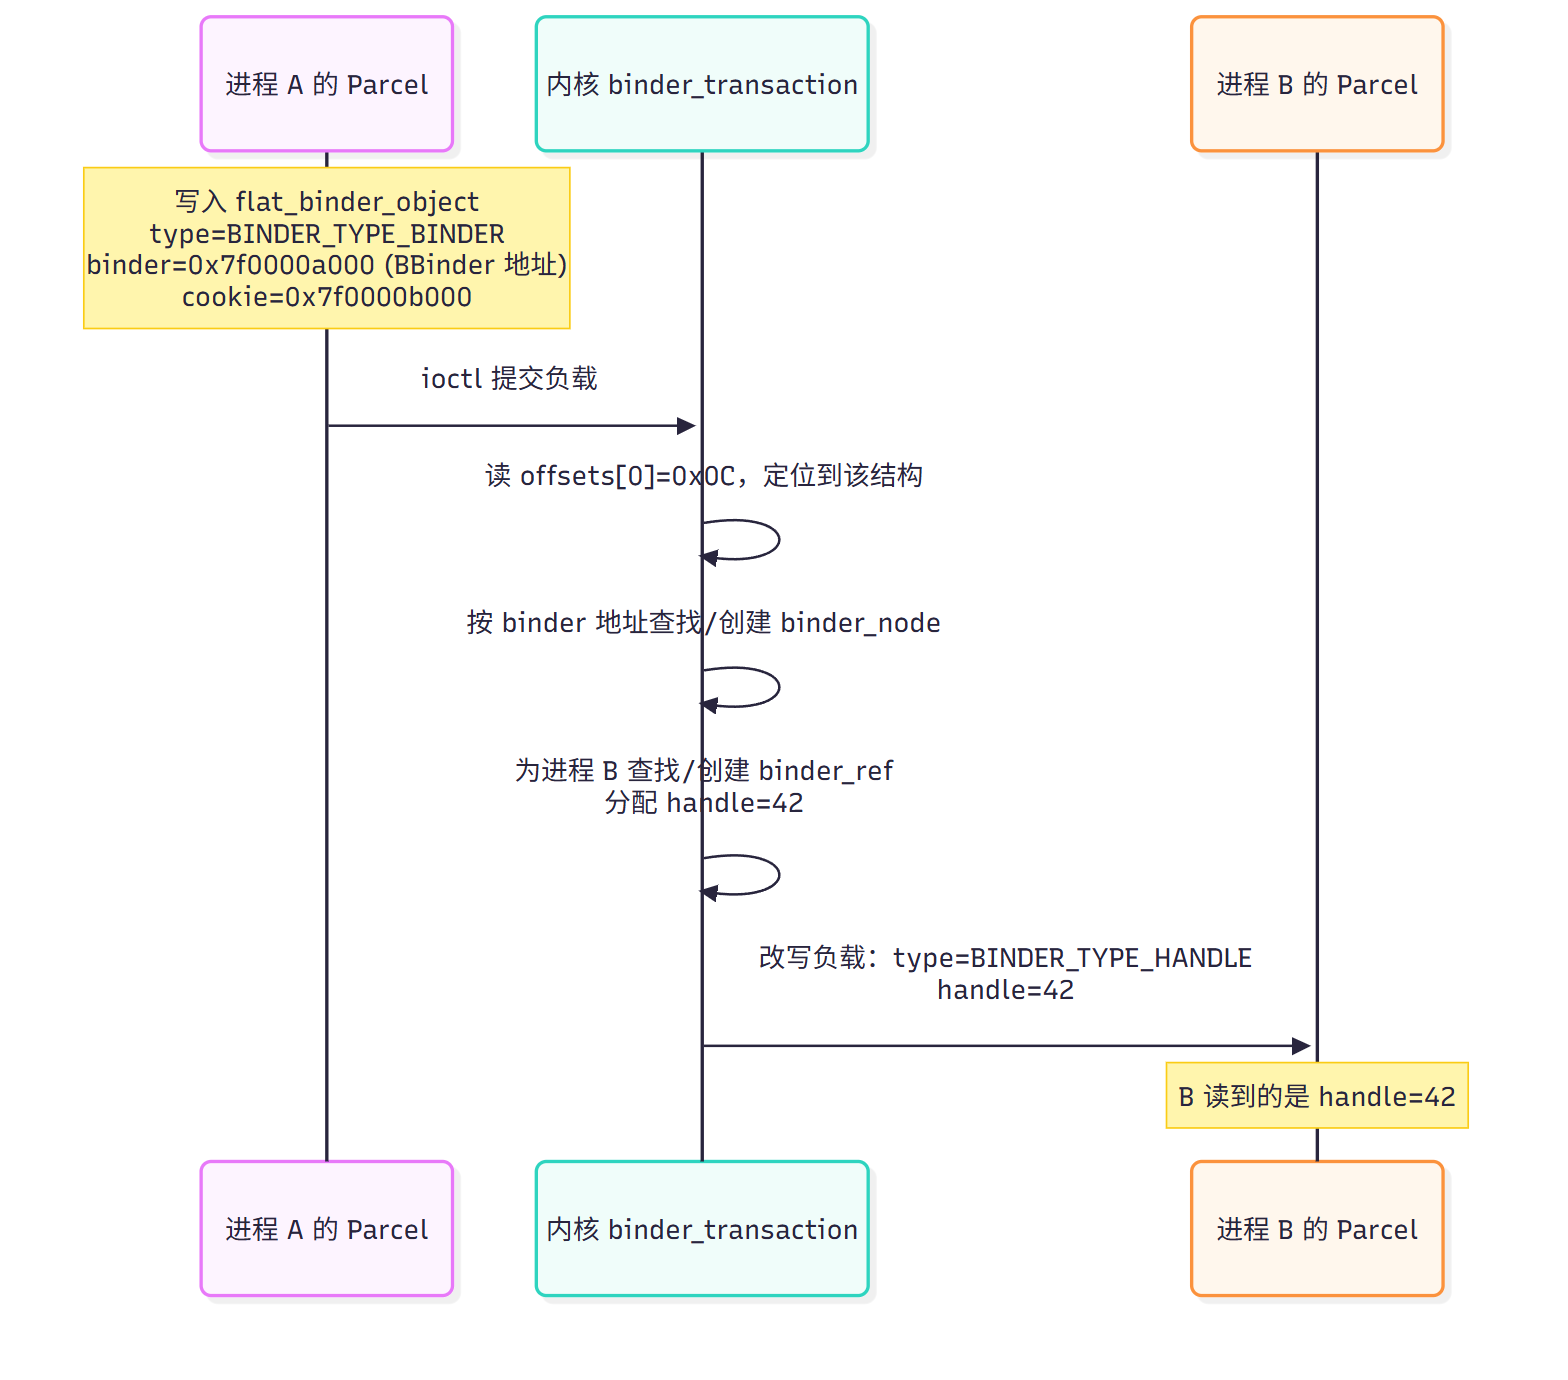 进程 A 的 Parcel
内核 binder_transaction
进程 B 的 Parcel
写入 flat_binder_object
type=BINDER_TYPE_BINDER
binder=0x7f0000a000 (BBinder 地址)
cookie=0x7f0000b000
ioctl 提交负载
读 offsets[0]=0x0C，定位到该结构
按 binder 地址查找/创建 binder_node
为进程 B 查找/创建 binder_ref
分配 handle=42
改写负载：type=BINDER_TYPE_HANDLE
handle=42
B 读到的是 handle=42
进程 A 的 Parcel
内核 binder_transaction
进程 B 的 Parcel